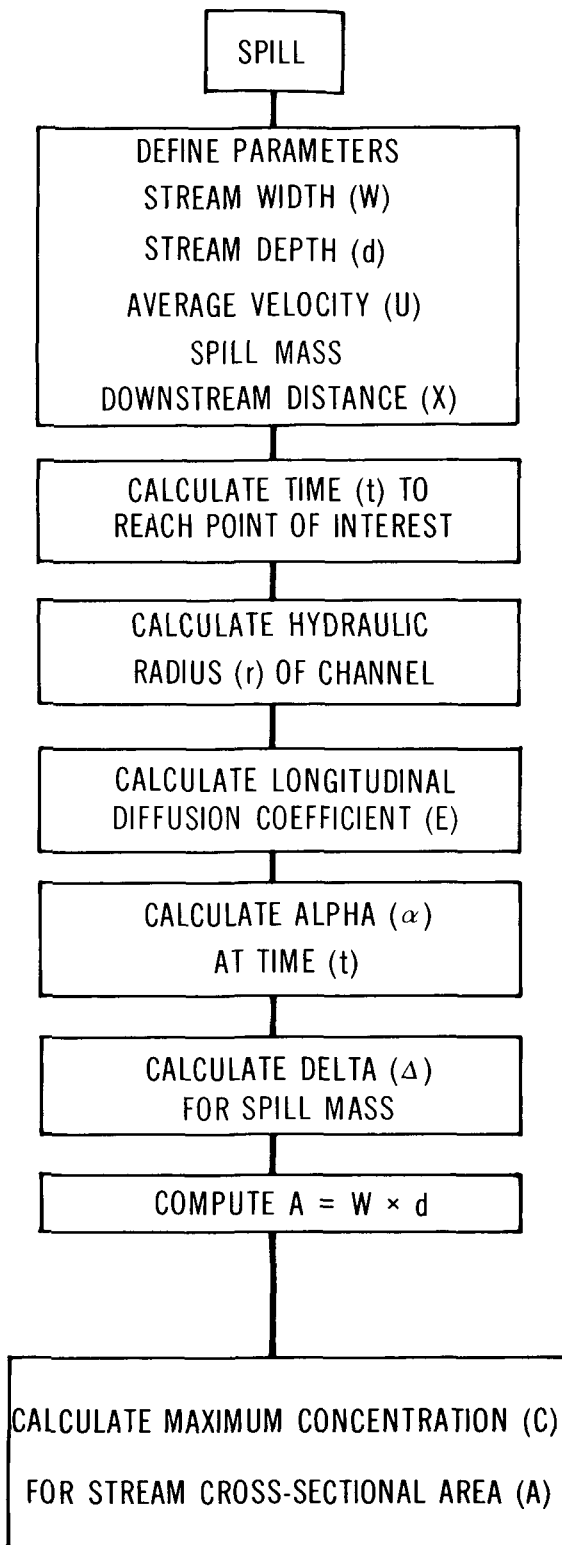 SPILL
DEFINE PARAMETERS
STREAM WIDTH (W)
STREAM DEPTH (d)
AVERAGE VELOCITY (U)
SPILL MASS
DOWNSTREAM DISTANCE (X)
CALCULATE TIME (t) TO
REACH POINT OF INTEREST
CALCULATE HYDRAULIC
RADIUS (r) OF CHANNEL
CALCULATE LONGITUDINAL
DIFFUSION COEFFICIENT (E)
CALCULATE ALPHA (α)
AT TIME (t)
CALCULATE DELTA (Δ)
FOR SPILL MASS
COMPUTE A = W × d
CALCULATE MAXIMUM CONCENTRATION (C)
FOR STREAM CROSS-SECTIONAL AREA (A)